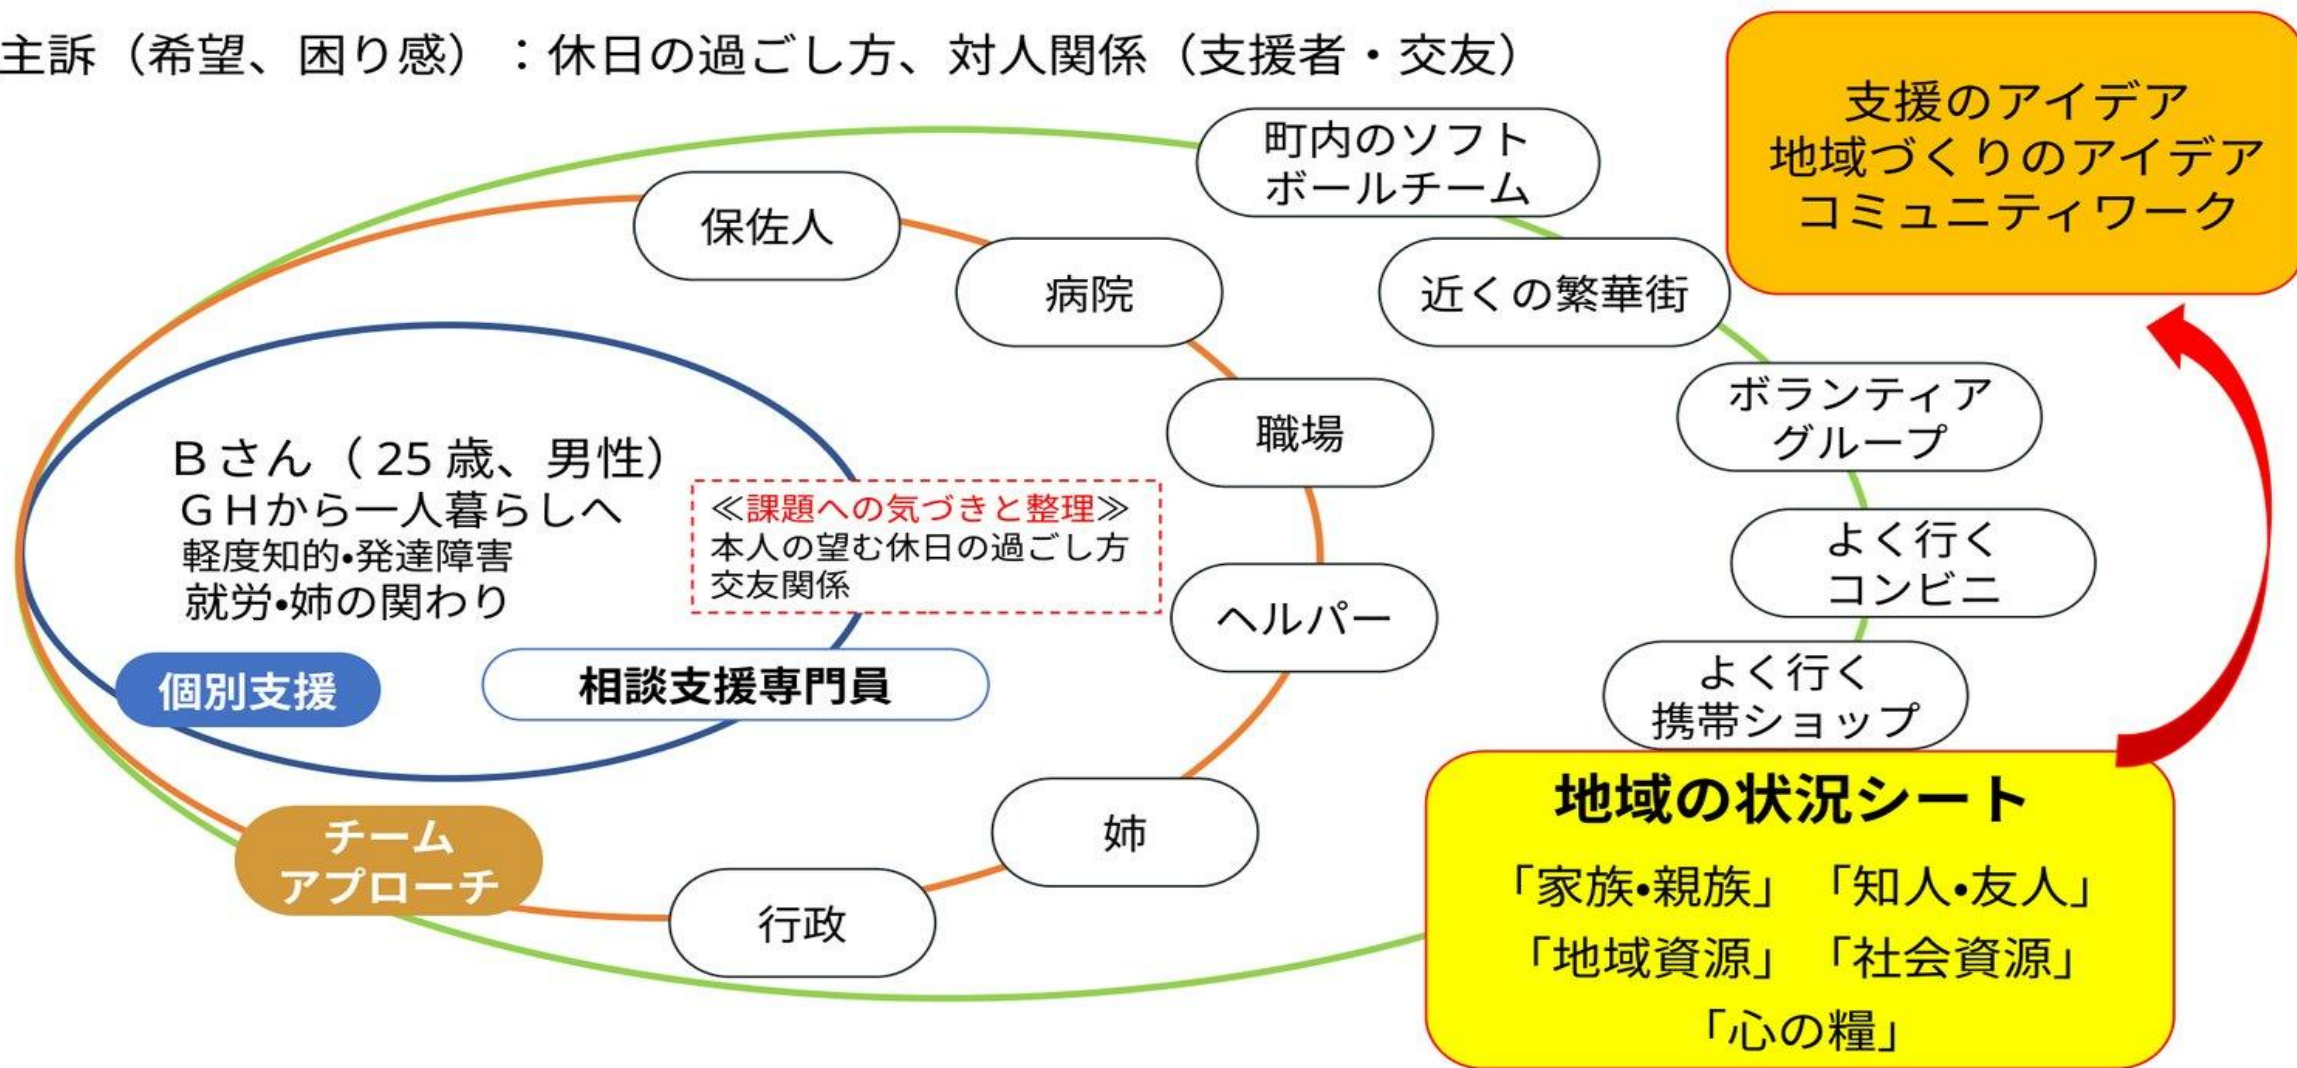 主訴（希望、困り感）：休日の過ごし方、対人関係（支援者・交友）
支援のアイデア
地域づくりのアイデア
コミュニティワーク
町内のソフト
ボールチーム
保佐人
病院
近くの繁華街
職場
ボランティア
グループ
Ｂさん（25歳、男性）
ＧＨから一人暮らしへ
軽度知的•発達障害
就労•姉の関わり
≪課題への気づきと整理≫
本人の望む休日の過ごし方
交友関係
よく行く
コンビニ
ヘルパー
個別支援
相談支援専門員
よく行く
携帯ショップ
チーム
アプローチ
姉
行政
地域の状況シート
「家族•親族」「知人•友人」
「地域資源」「社会資源」
「心の糧」